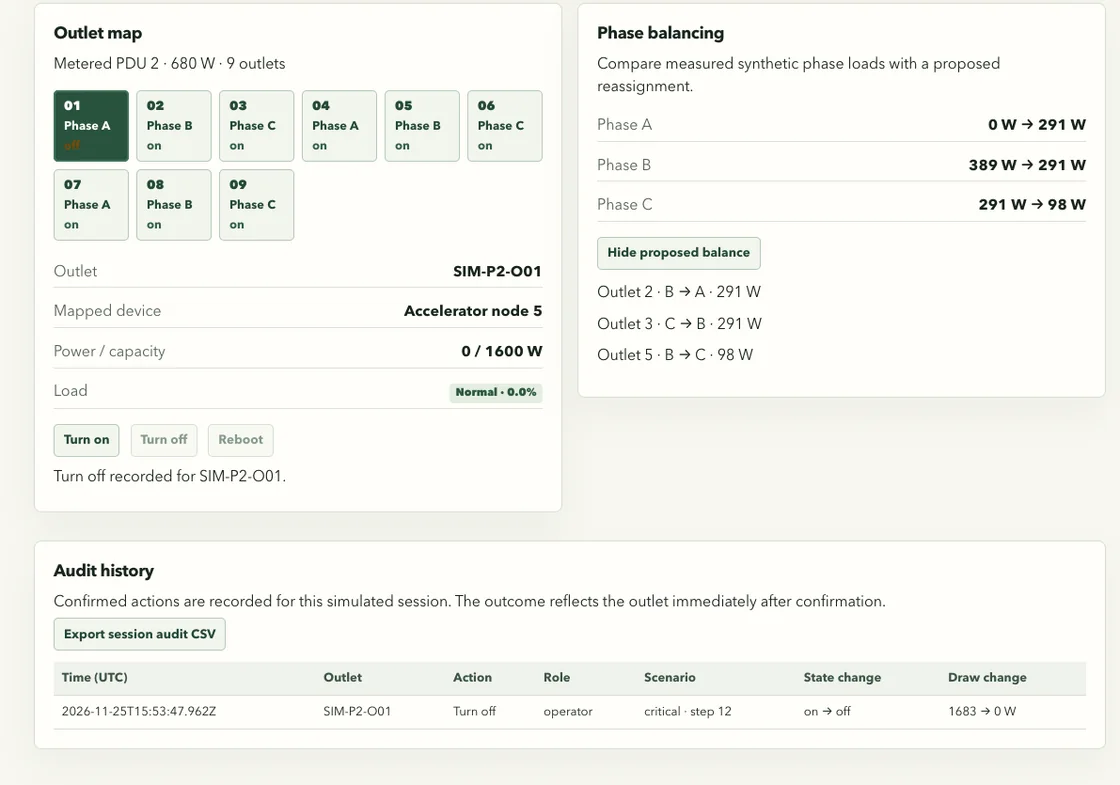 Outlet map
Metered PDU 2 · 680 W · 9 outlets
01
Phase A
off
02
Phase B
on
03
Phase C
on
04
Phase A
on
05
Phase B
on
06
Phase C
on
07
Phase A
on
08
Phase B
on
09
Phase C
on
Outlet SIM-P2-O01
Mapped device Accelerator node 5
Power / capacity 0 / 1600 W
Load Normal · 0.0%
Turn on Turn off Reboot
Turn off recorded for SIM-P2-O01.
Phase balancing
Compare measured synthetic phase loads with a proposed
reassignment.
Phase A 0 W → 291 W
Phase B 389 W → 291 W
Phase C 291 W → 98 W
Hide proposed balance
Outlet 2 · B → A · 291 W
Outlet 3 · C → B · 291 W
Outlet 5 · B → C · 98 W
Audit history
Confirmed actions are recorded for this simulated session. The outcome reflects the outlet immediately after confirmation.
Export session audit CSV
Time (UTC) Outlet Action Role Scenario State change Draw change
2026-11-25T15:53:47.962Z SIM-P2-O01 Turn off operator critical · step 12 on → off 1683 → 0 W